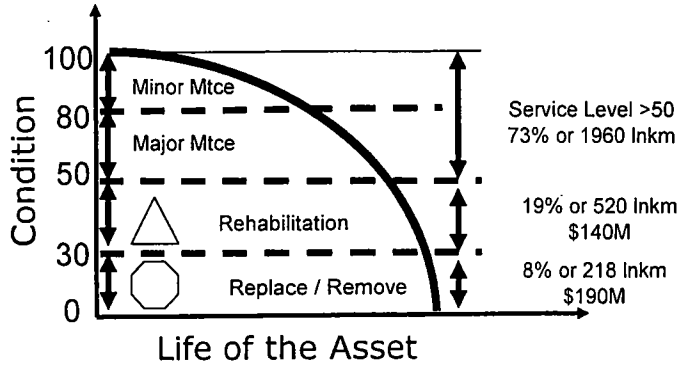 100
Minor Mtce
80
Major Mtce
50
Rehabilitation
30
Replace / Remove
0
Condition
Life of the Asset
Service Level >50
73% or 1960 lnkm
19% or 520 lnkm
$140M
8% or 218 lnkm
$190M